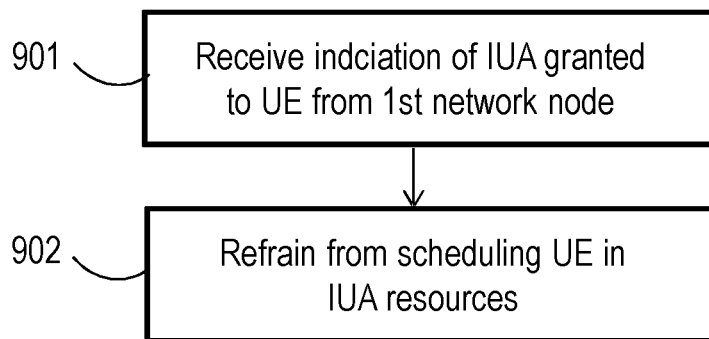 901
Receive indciation of IUA granted
to UE from 1st network node
902
Refrain from scheduling UE in
IUA resources